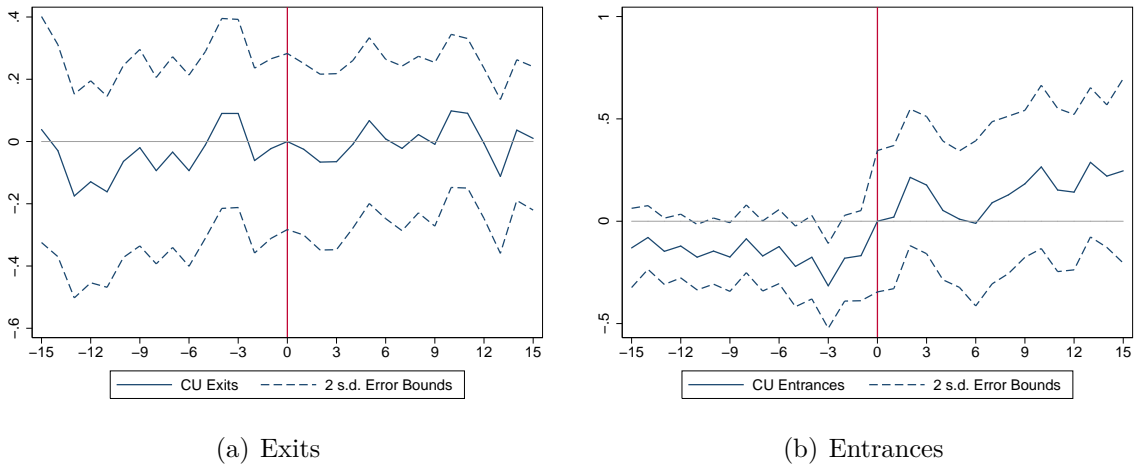 .4
.2
0
-.2
-.4
-.6
-15 -12 -9 -6 -3 0 3 6 9 12 15
CU Exits 2 s.d. Error Bounds
(a) Exits
1
.5
0
-.5
-15 -12 -9 -6 -3 0 3 6 9 12 15
CU Entrances 2 s.d. Error Bounds
(b) Entrances